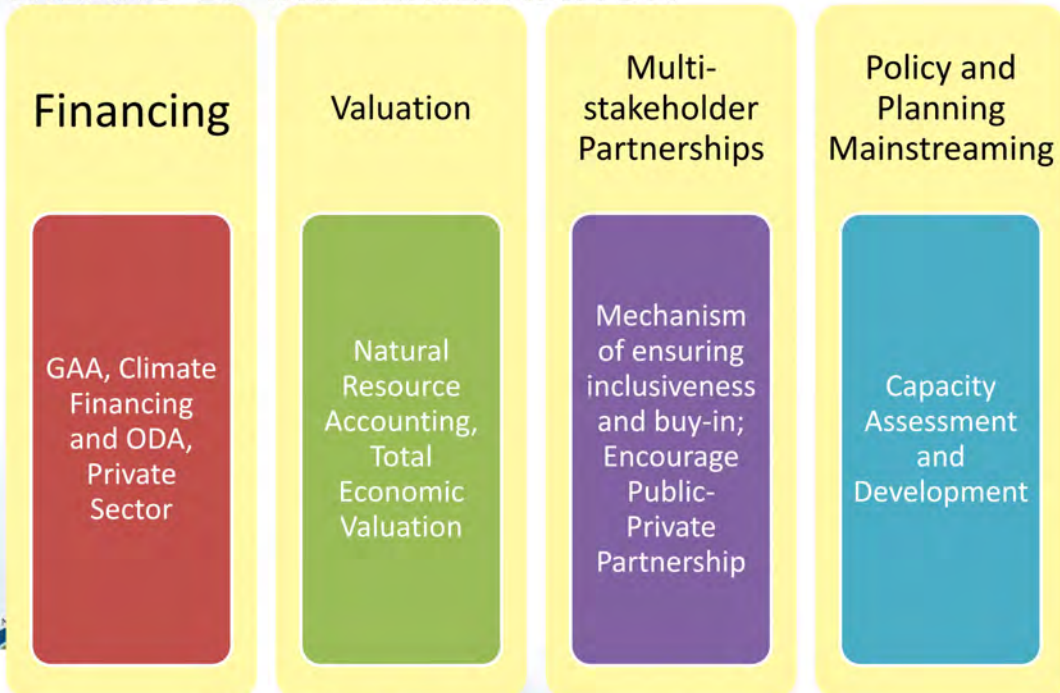 Financing
GAA, Climate
Financing
and ODA,
Private
Sector
Valuation
Natural
Resource
Accounting,
Total
Economic
Valuation
Multi-
stakeholder
Partnerships
Mechanism
of ensuring
inclusiveness
and buy-in;
Encourage
Public-
Private
Partnership
Policy and
Planning
Mainstreaming
Capacity
Assessment
and
Development